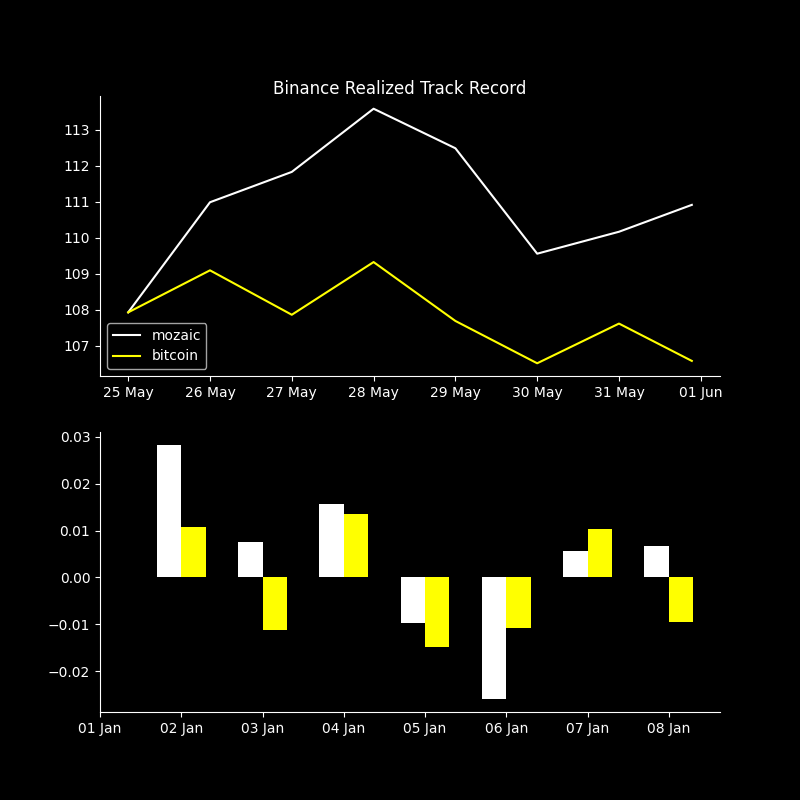 Binance Realized Track Record
113
112
111
110
109
108
107
mozaic
bitcoin
25 May 26 May 27 May 28 May 29 May 30 May 31 May 01 Jun
0.03
0.02
0.01
0.00
−0.01
−0.02
01 Jan 02 Jan 03 Jan 04 Jan 05 Jan 06 Jan 07 Jan 08 Jan